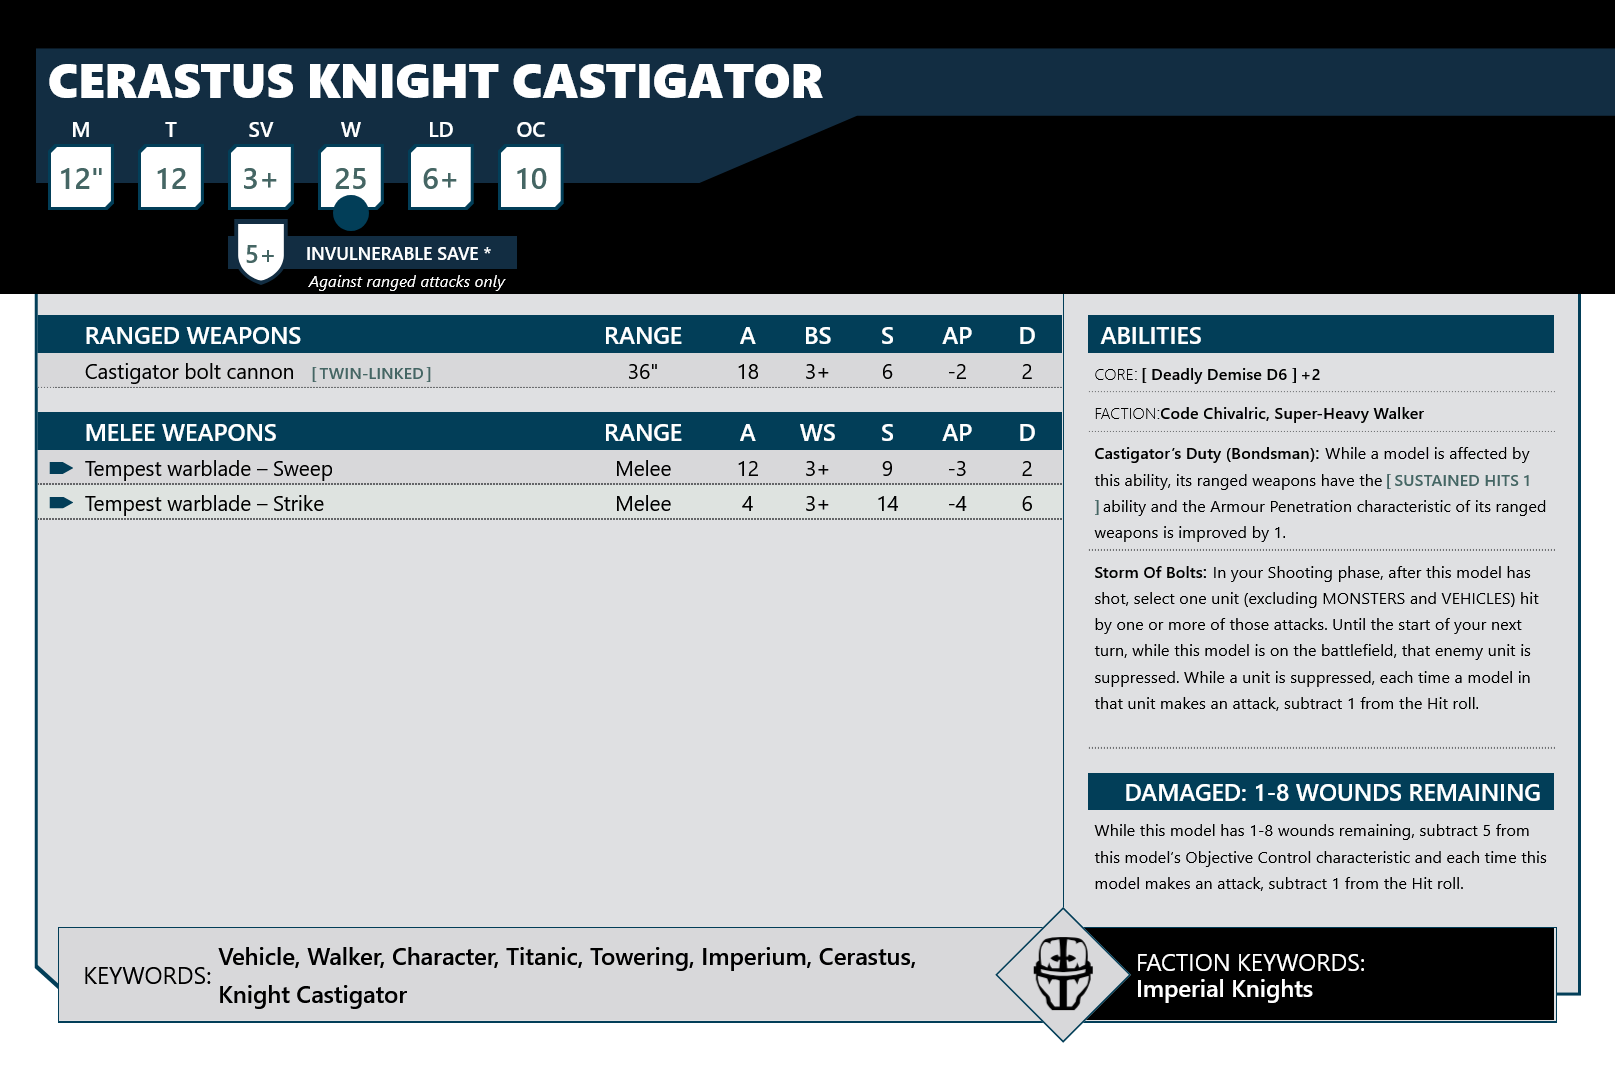 CERASTUS KNIGHT CASTIGATOR
M T SV W LD OC
12" 12 3+ 25 6+ 10
5+ INVULNERABLE SAVE *
Against ranged attacks only
RANGED WEAPONS RANGE A BS S AP D
Castigator bolt cannon [ TWIN-LINKED ] 36" 18 3+ 6 -2 2
MELEE WEAPONS RANGE A WS S AP D
Tempest warblade – Sweep Melee 12 3+ 9 -3 2
Tempest warblade – Strike Melee 4 3+ 14 -4 6
ABILITIES
CORE: [ Deadly Demise D6 ] +2
FACTION:Code Chivalric, Super-Heavy Walker
Castigator’s Duty (Bondsman): While a model is affected by
this ability, its ranged weapons have the [ SUSTAINED HITS 1
] ability and the Armour Penetration characteristic of its ranged
weapons is improved by 1.
Storm Of Bolts: In your Shooting phase, after this model has
shot, select one unit (excluding MONSTERS and VEHICLES) hit
by one or more of those attacks. Until the start of your next
turn, while this model is on the battlefield, that enemy unit is
suppressed. While a unit is suppressed, each time a model in
that unit makes an attack, subtract 1 from the Hit roll.
DAMAGED: 1-8 WOUNDS REMAINING
While this model has 1-8 wounds remaining, subtract 5 from
this model’s Objective Control characteristic and each time this
model makes an attack, subtract 1 from the Hit roll.
KEYWORDS: Vehicle, Walker, Character, Titanic, Towering, Imperium, Cerastus,
Knight Castigator
FACTION KEYWORDS:
Imperial Knights